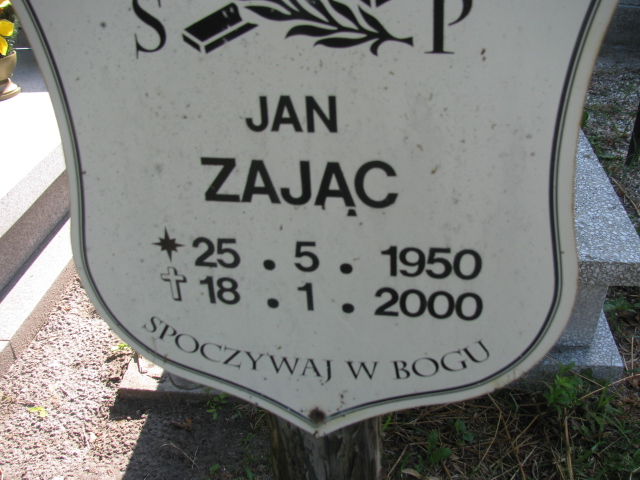 S P
JAN
ZAJĄC
25 . 5 . 1950
18 . 1 . 2000
SPOCZYWAJ W BOGU